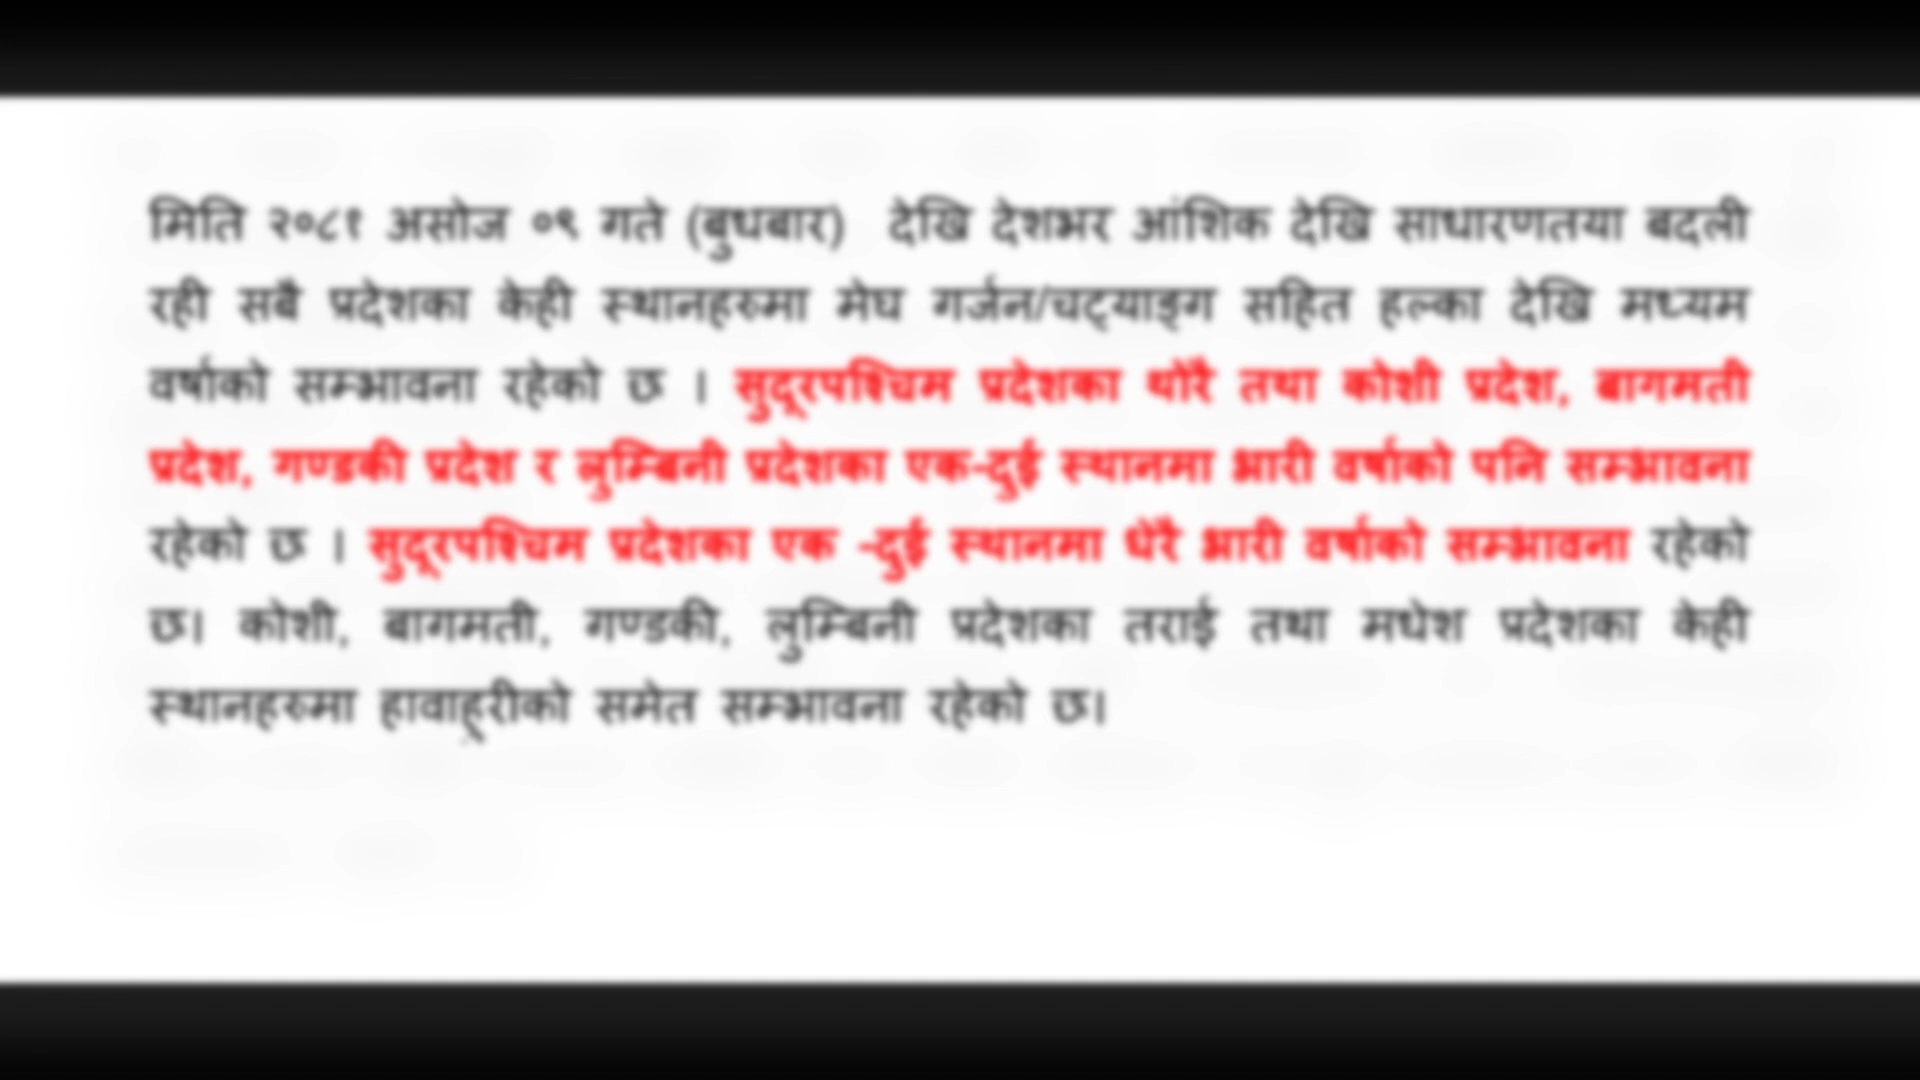 मिति २०८१ असोज ०९ गते (बुधबार) देखि देशभर आंशिक देखि साधारणतया बदली
रही सबै प्रदेशका केही स्थानहरुमा मेघ गर्जन/चट्याङ्ग सहित हल्का देखि मध्यम
वर्षाको सम्भावना रहेको छ । सुदूरपश्चिम प्रदेशका थोरै तथा कोशी प्रदेश, बागमती
प्रदेश, गण्डकी प्रदेश र लुम्बिनी प्रदेशका एक-दुई स्थानमा भारी वर्षाको पनि सम्भावना
रहेको छ । सुदूरपश्चिम प्रदेशका एक -दुई स्थानमा धेरै भारी वर्षाको सम्भावना रहेको
छ। कोशी, बागमती, गण्डकी, लुम्बिनी प्रदेशका तराई तथा मधेश प्रदेशका केही
स्थानहरुमा हावाहूरीको समेत सम्भावना रहेको छ।